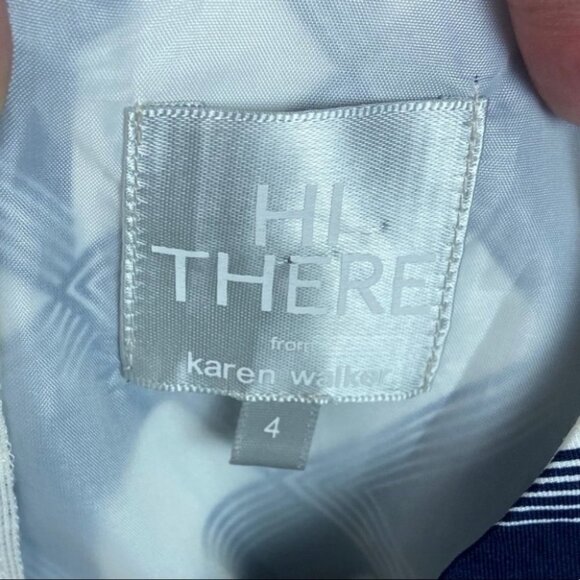 HI
THERE
from
karen walker
4